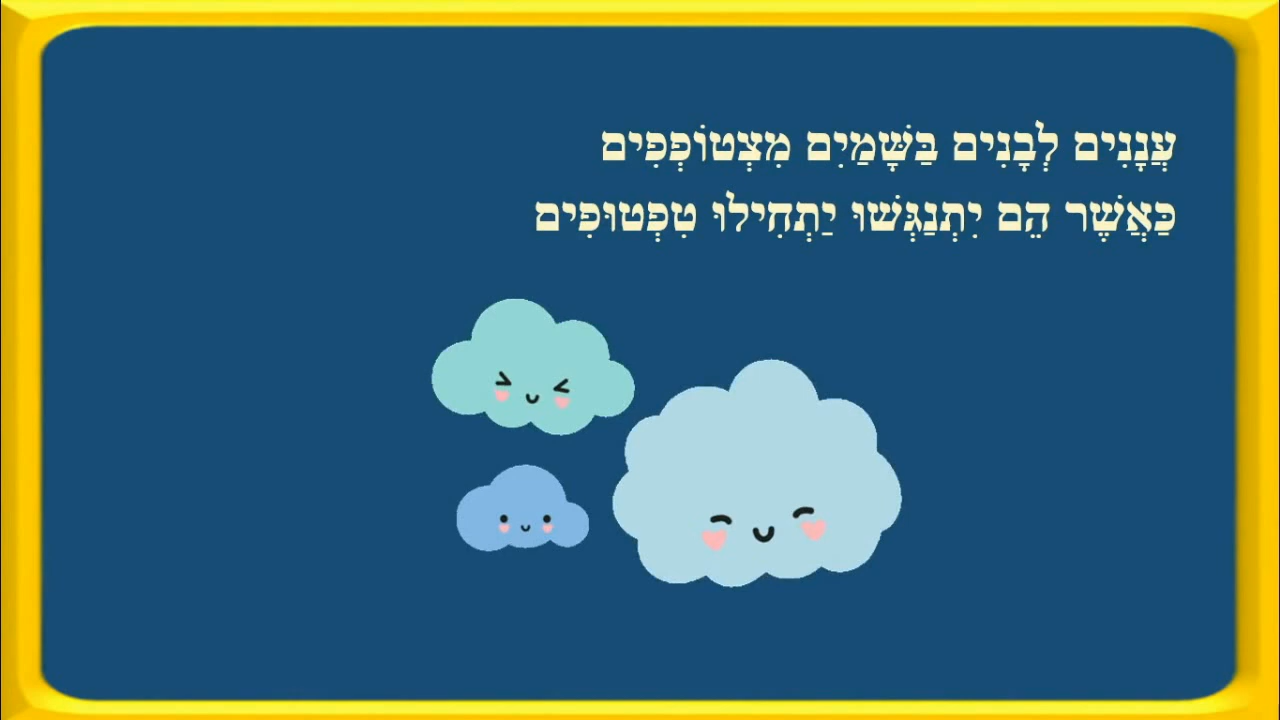 עֲנָנִים לְבָנִים בַּשָּׁמַיִם מִצְטוֹפְפִים
כַּאֲשֶׁר הֵם יִתְנַגְּשׁוּ יַתְחִילוּ טִפְטוּפִים